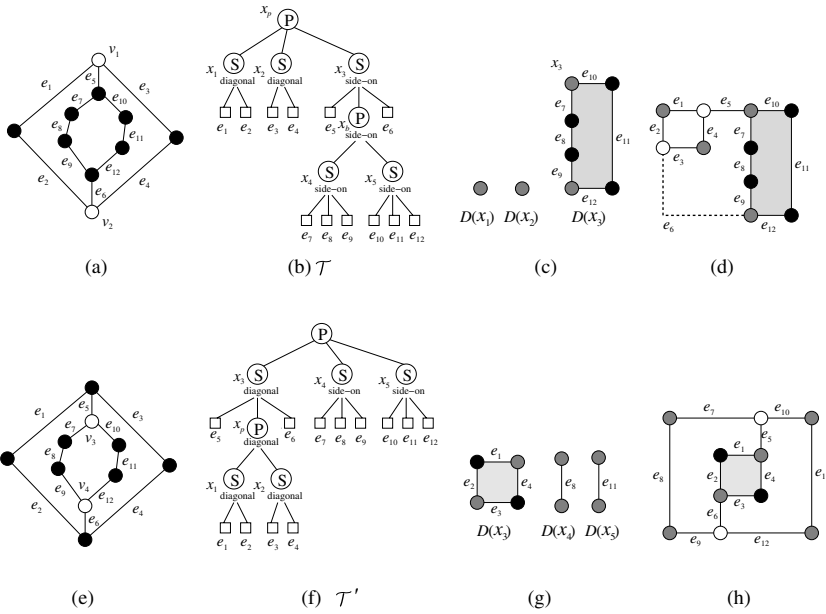 v1
e1 e5 e3
e7 e10
e8 e11
e9 e12
e2 e6 e4
v2
(a)
xp P
x1 S x2 S x3 S
diagonal diagonal side-on
e1 e2 e3 e4 e5 xb P e6
side-on
x4 S x5 S
side-on side-on
e7 e8 e9 e10 e11 e12
(b) T
x3 e10
e7
e8 e11
e9
e12
D(x1) D(x2) D(x3)
(c)
e1 e5 e10
e2 e4 e7
e3 e8 e11
e9
e6 e12
(d)
e1 e5 e3
e7 e10
v3
e8 e11
v4
e9 e12
e2 e6 e4
(e)
P
x3 S x4 S x5 S
diagonal side-on side-on
e5 xp P e6 e7 e8 e9 e10 e11 e12
diagonal
x1 S x2 S
diagonal diagonal
e1 e2 e3 e4
(f) T'
e1
e2 e4 e8 e11
e3
D(x3) D(x4) D(x5)
(g)
e7 e10
e5
e1
e8 e2 e4 e1
e3
e6
e9 e12
(h)